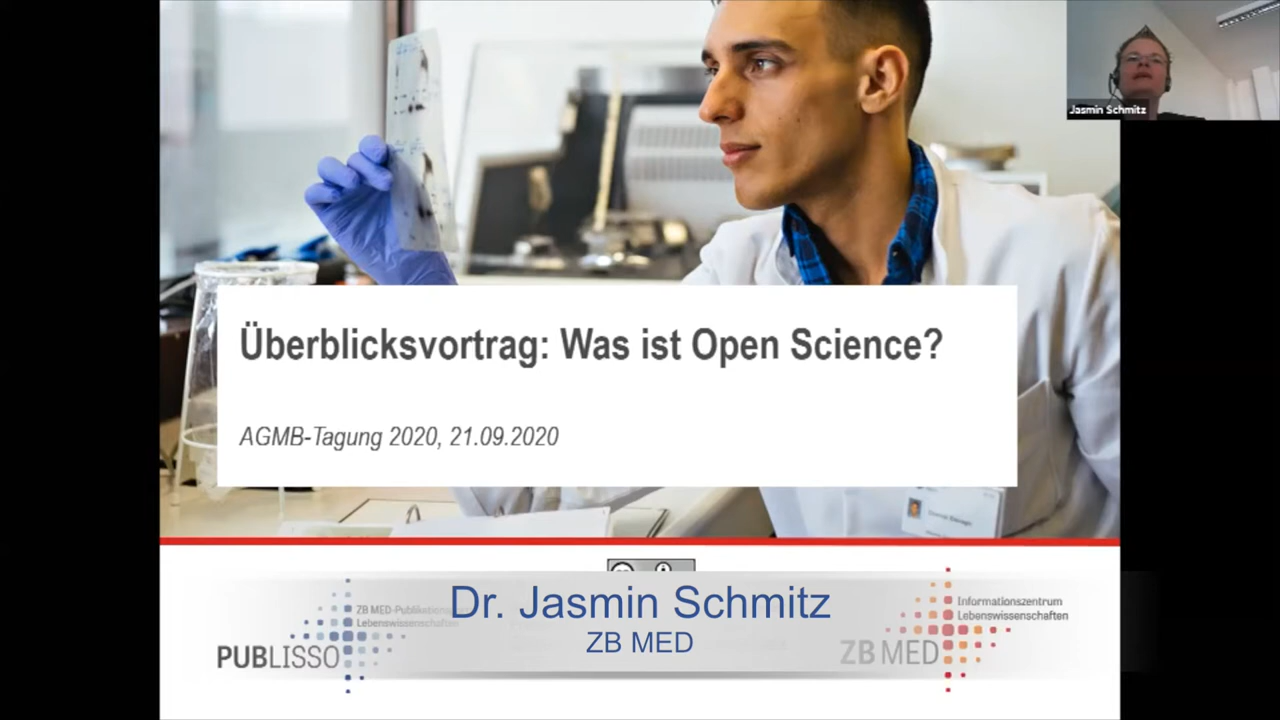 Jasmin Schmitz
Überblicksvortrag: Was ist Open Science?
AGMB-Tagung 2020, 21.09.2020
Dr. Jasmin Schmitz
ZB MED
ZB MED-Publikations
Lebenswissenschaften
PUBLISSO
Informationszentrum
Lebenswissenschaften
ZB MED